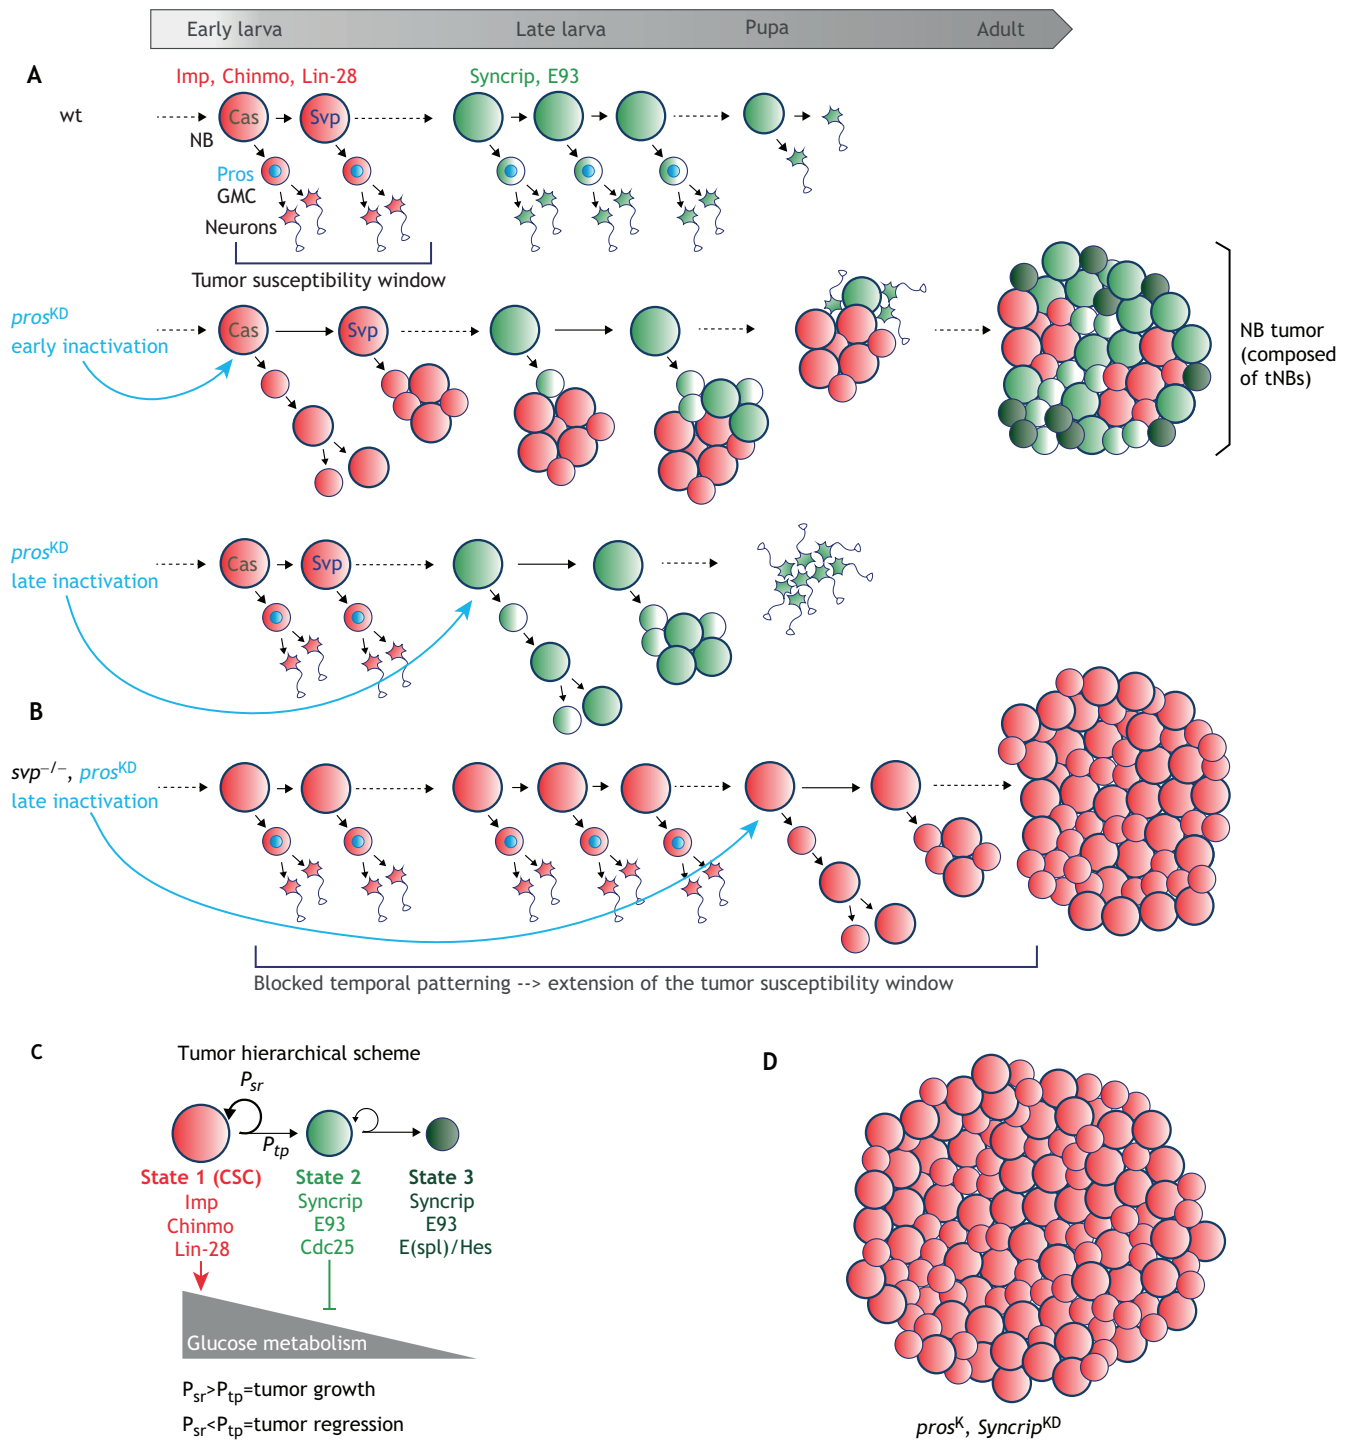 Early larva Late larva Pupa Adult
A
Imp, Chinmo, Lin-28 Syncrip, E93
wt
Cas Svp
NB
Pros
GMC
Neurons
Tumor susceptibility window
prosKD
early inactivation
Cas Svp
NB tumor
(composed
of tNBs)
prosKD
late inactivation
Cas Svp
B
svp−/−, prosKD
late inactivation
Blocked temporal patterning --> extension of the tumor susceptibility window
C
Tumor hierarchical scheme
D
Psr
Ptp
State 1 (CSC) State 2 State 3
Imp Syncrip Syncrip
Chinmo E93 E93
Lin-28 Cdc25 E(spl)/Hes
Glucose metabolism
Psr>Ptp=tumor growth
Psr<Ptp=tumor regression
prosK, SyncripKD